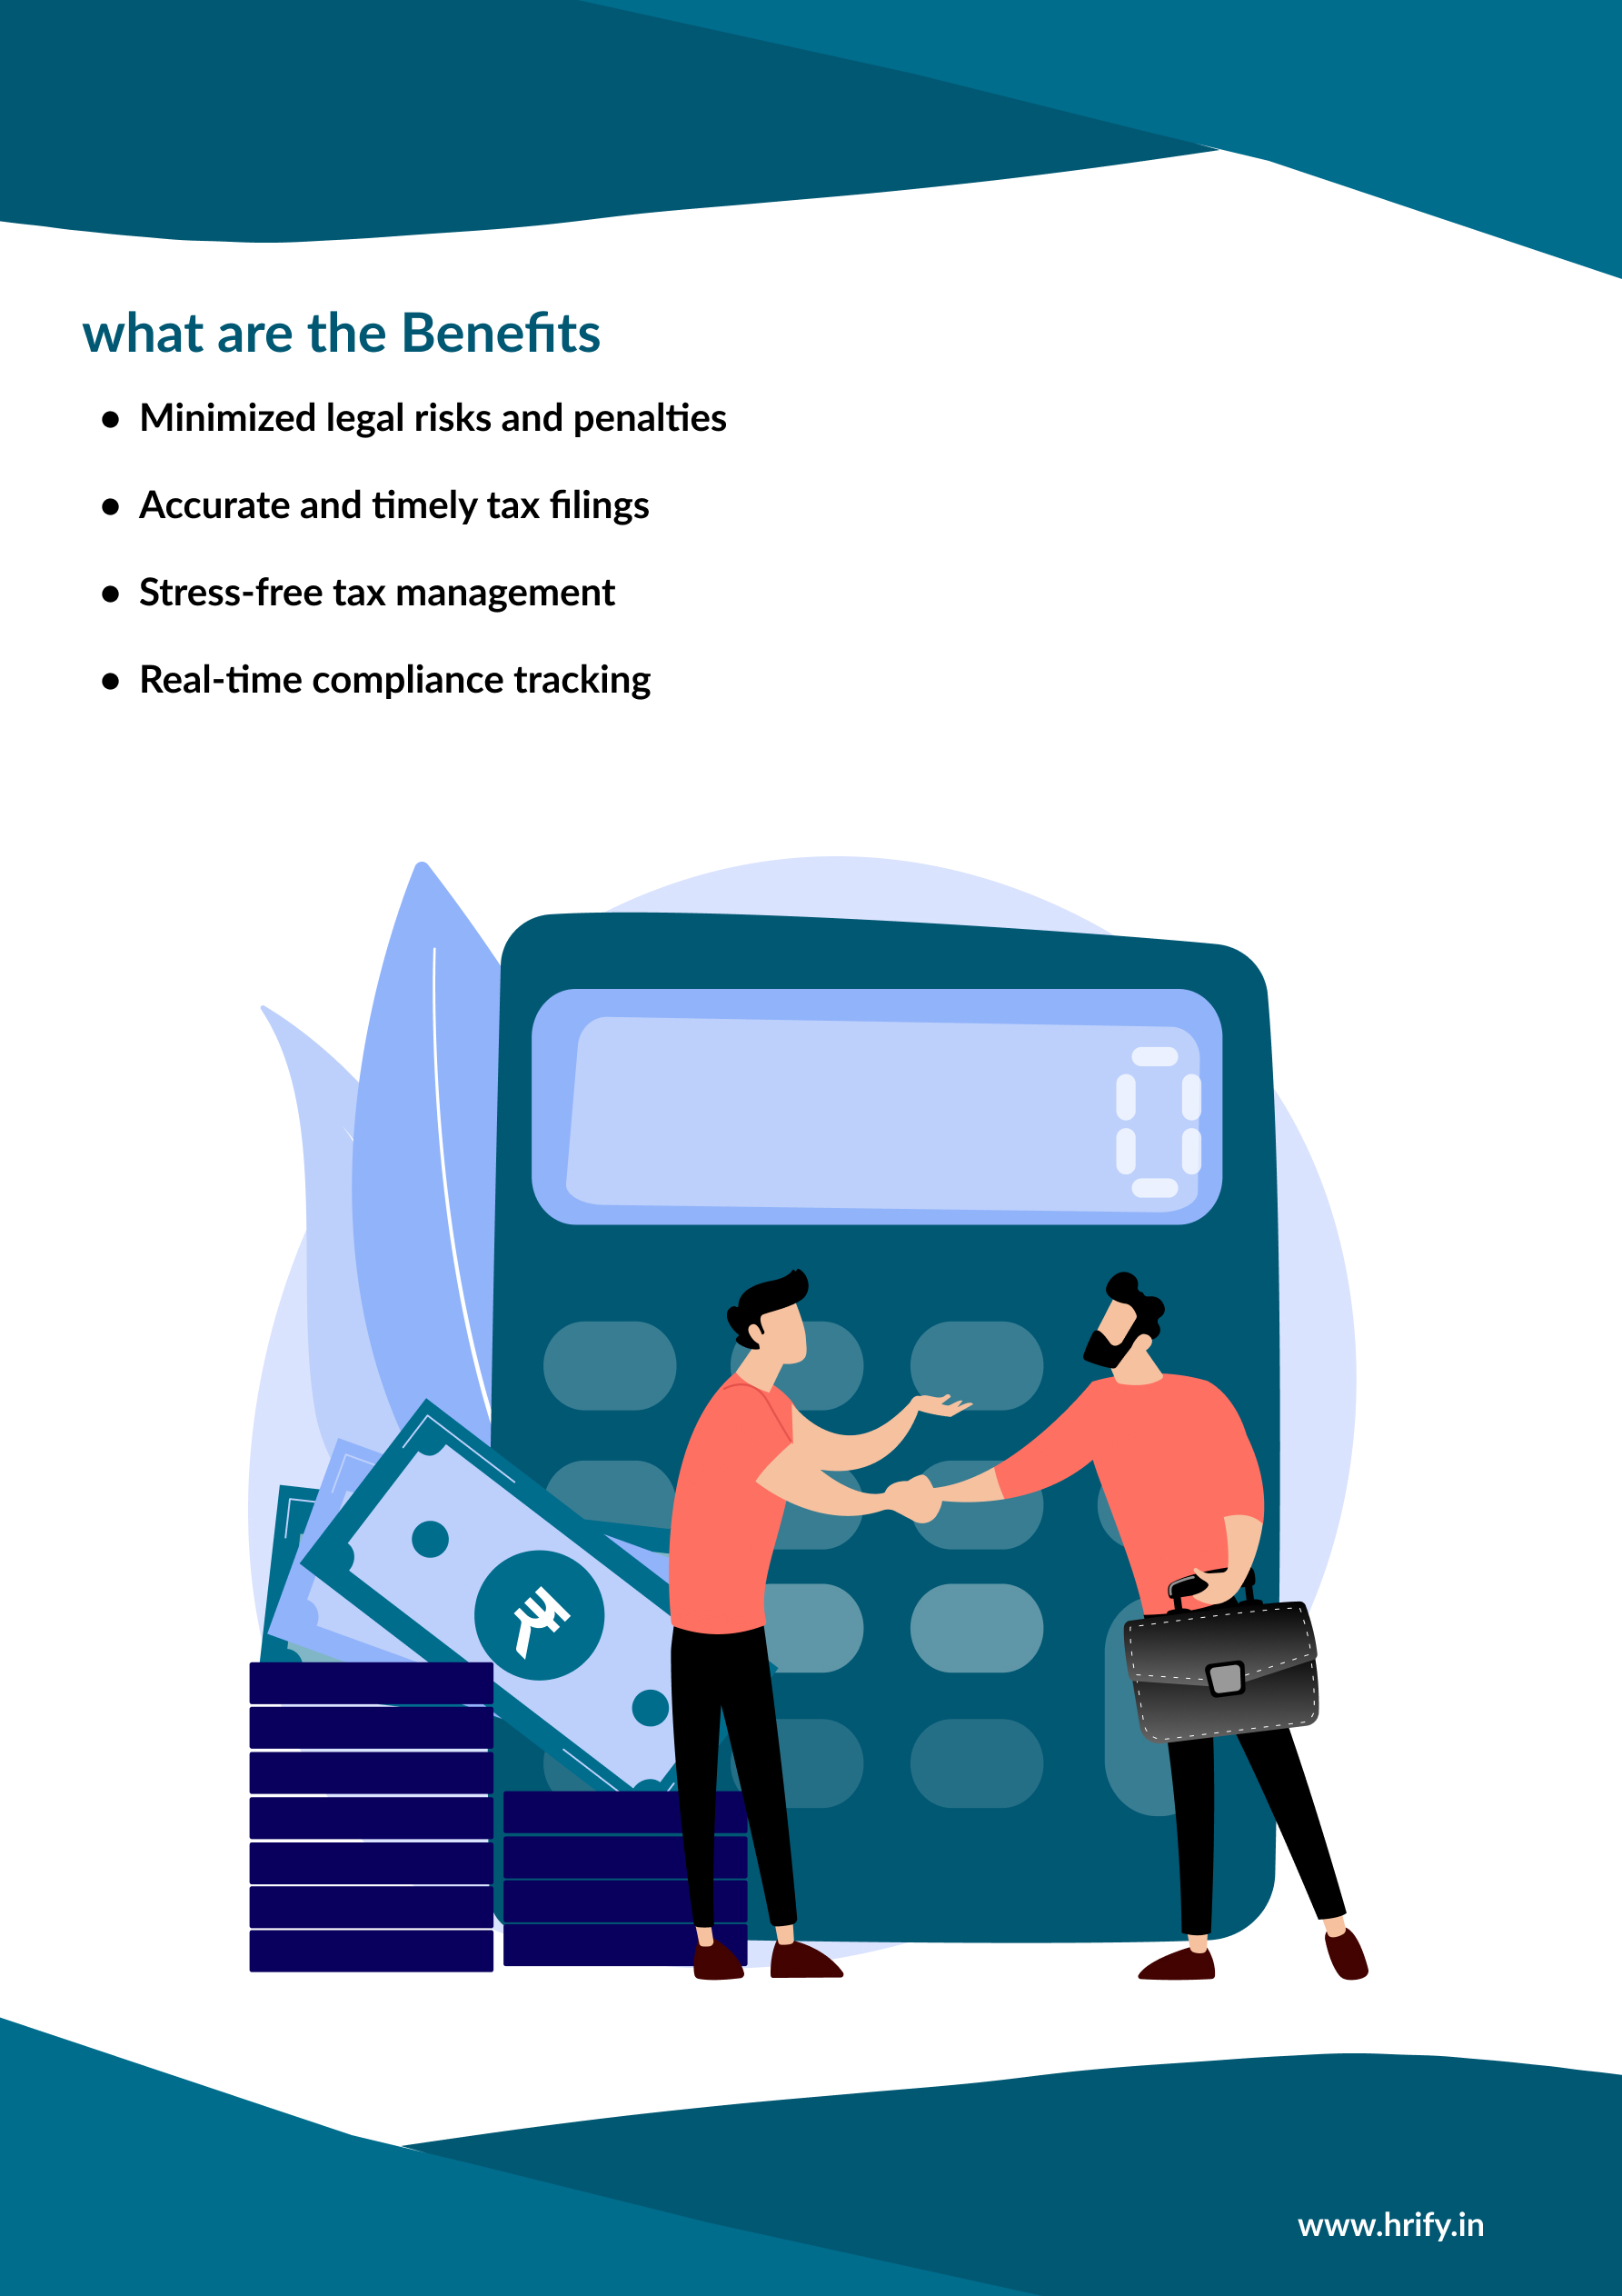 what are the Benefits
● Minimized legal risks and penalties
● Accurate and timely tax filings
● Stress-free tax management
● Real-time compliance tracking
0
₹
www.hrify.in